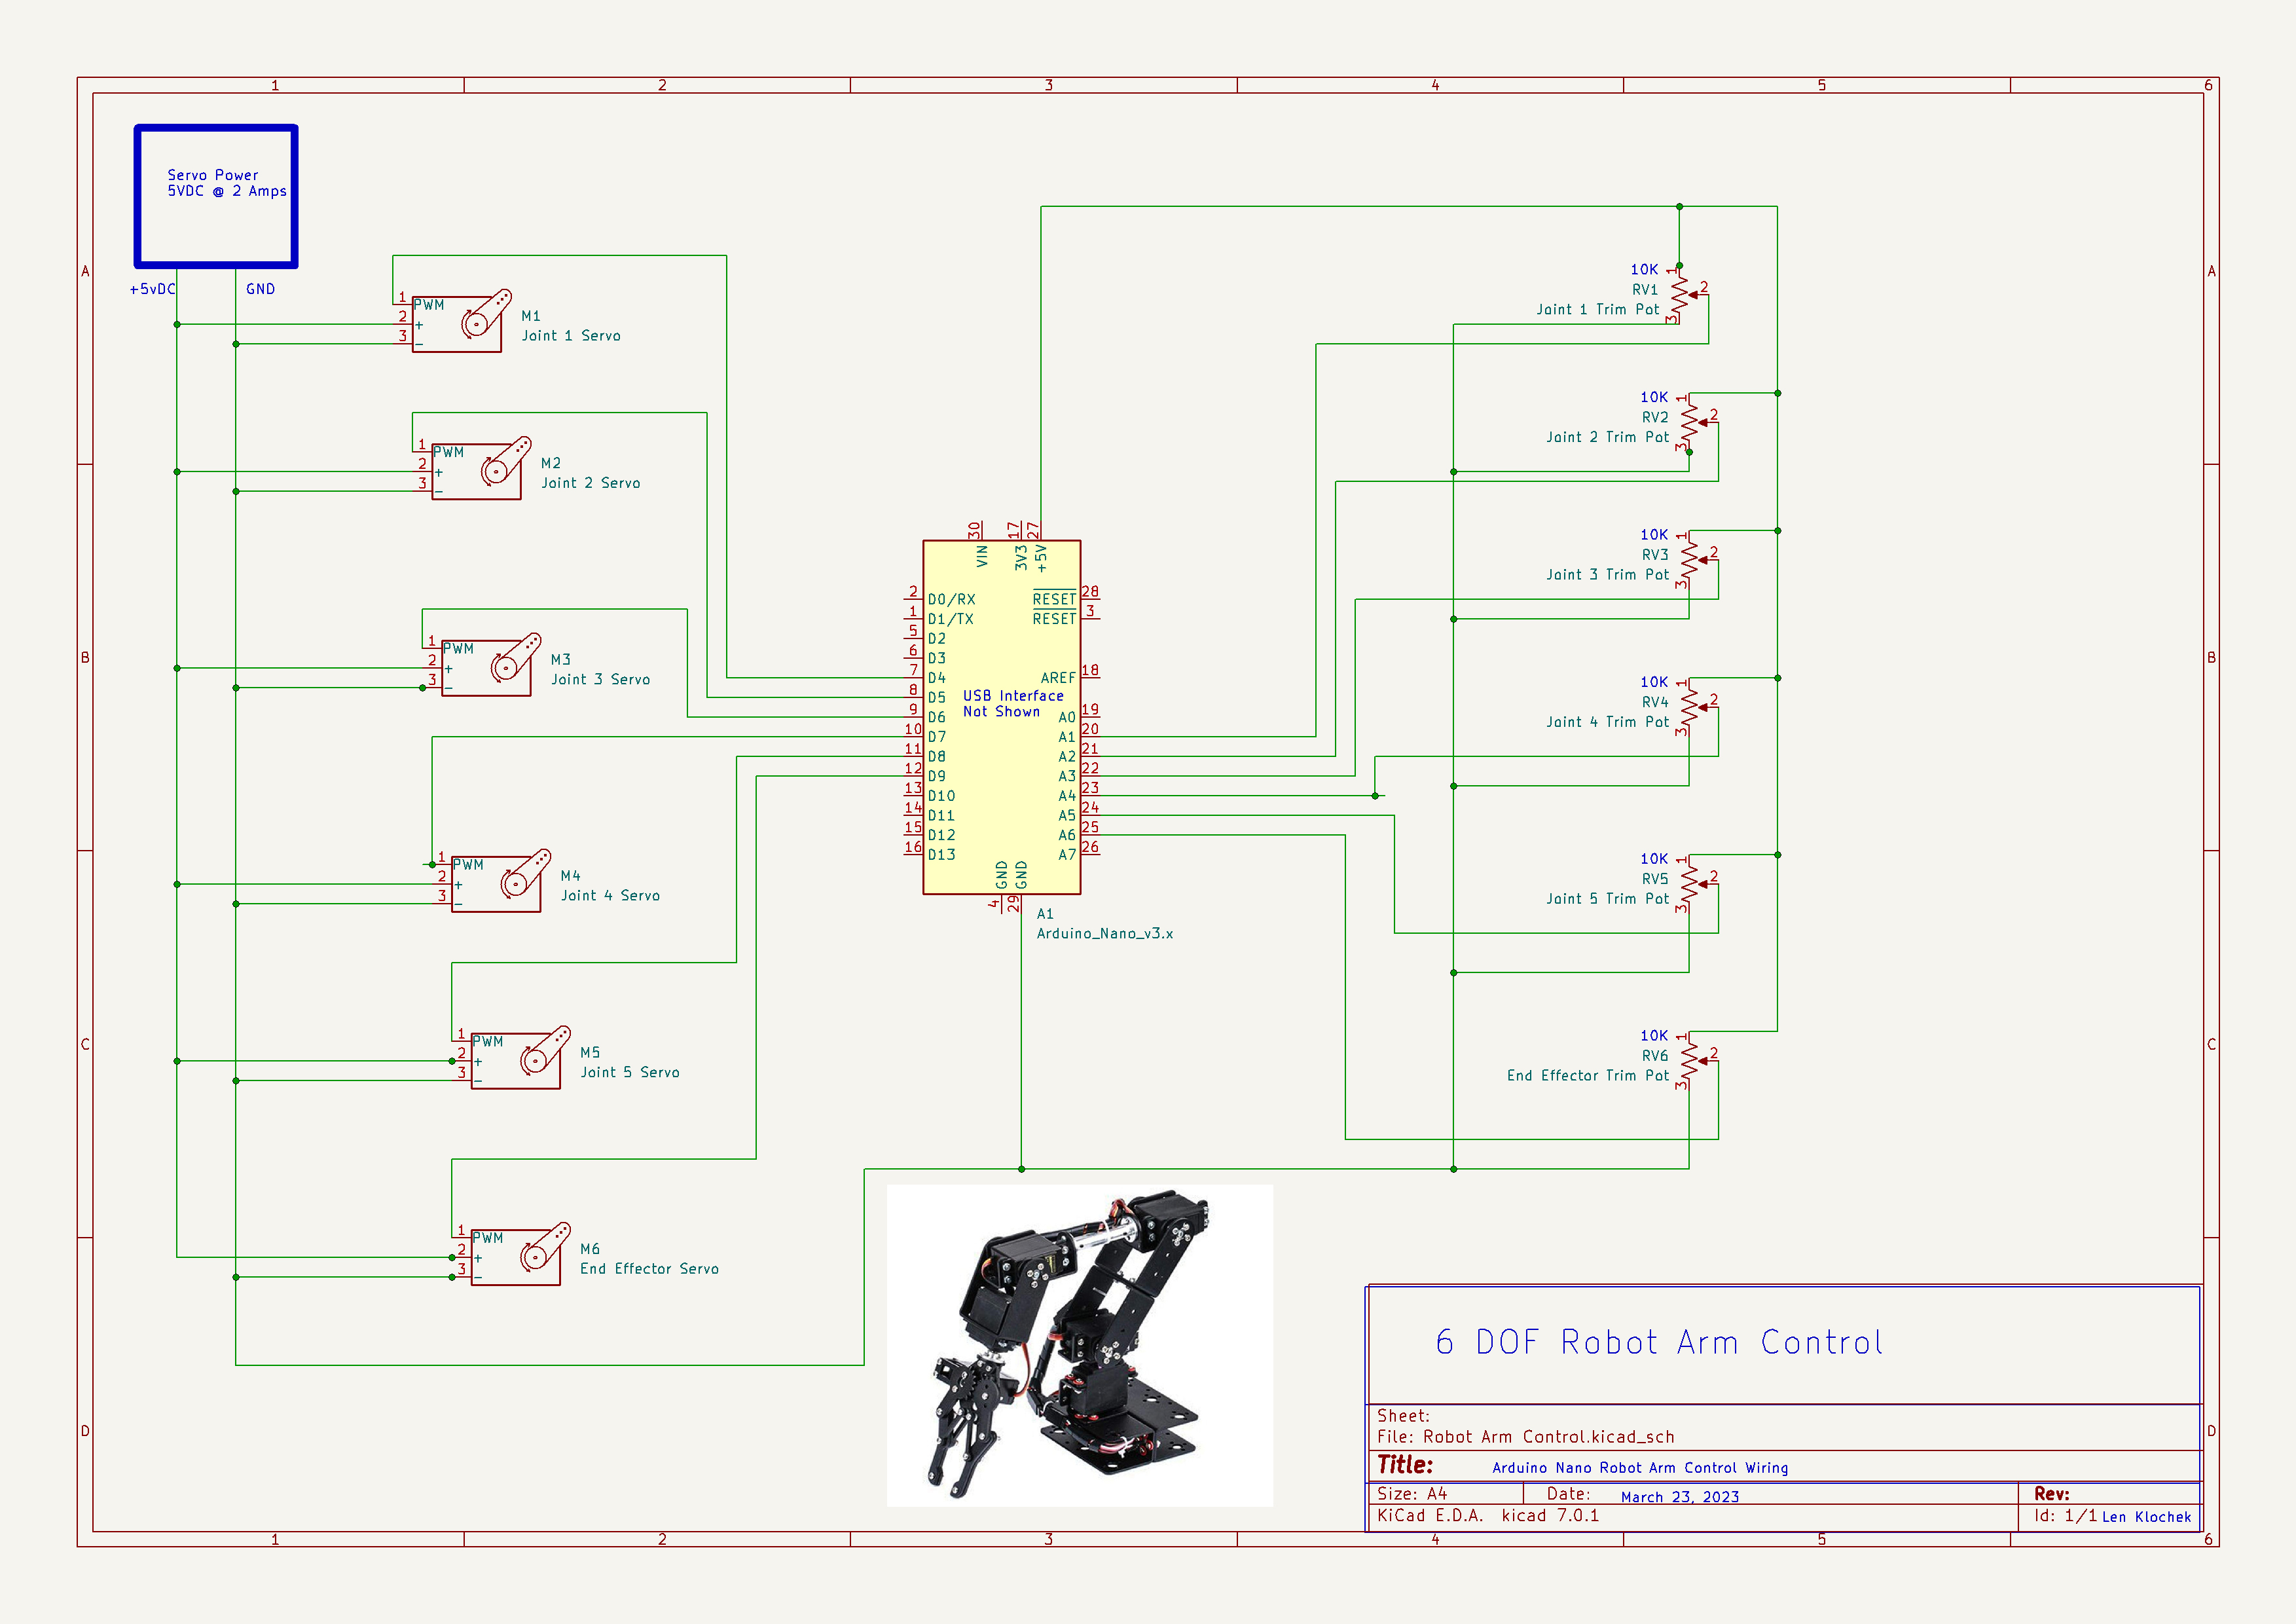 1 2 3 4 5 6
A A
B B
C C
D D
Servo Power
5VDC @ 2 Amps
+5vDC GND
1 PWM
2 +
3 -
M1
Joint 1 Servo
1 PWM
2 +
3 -
M2
Joint 2 Servo
1 PWM
2 +
3 -
M3
Joint 3 Servo
1 PWM
2 +
3 -
M4
Joint 4 Servo
1 PWM
2 +
3 -
M5
Joint 5 Servo
1 PWM
2 +
3 -
M6
End Effector Servo
30 17 27
VIN 3V3 +5V
2 D0/RX RESET 28
1 D1/TX RESET 3
5 D2
6 D3
7 D4 AREF 18
8 D5
USB Interface
Not Shown
9 D6 A0 19
10 D7 A1 20
11 D8 A2 21
12 D9 A3 22
13 D10 A4 23
14 D11 A5 24
15 D12 A6 25
16 D13 A7 26
GND GND
4 29
A1
Arduino_Nano_v3.x
10K 1
RV1 2
Joint 1 Trim Pot 3
10K 1
RV2 2
Joint 2 Trim Pot 3
10K 1
RV3 2
Joint 3 Trim Pot 3
10K 1
RV4 2
Joint 4 Trim Pot 3
10K 1
RV5 2
Joint 5 Trim Pot 3
10K 1
RV6 2
End Effector Trim Pot 3
6 DOF Robot Arm Control
Sheet:
File: Robot Arm Control.kicad_sch
Title: Arduino Nano Robot Arm Control Wiring
Size: A4 Date: March 23, 2023 Rev:
KiCad E.D.A. kicad 7.0.1 Id: 1/1 Len Klochek
1 2 3 4 5 6